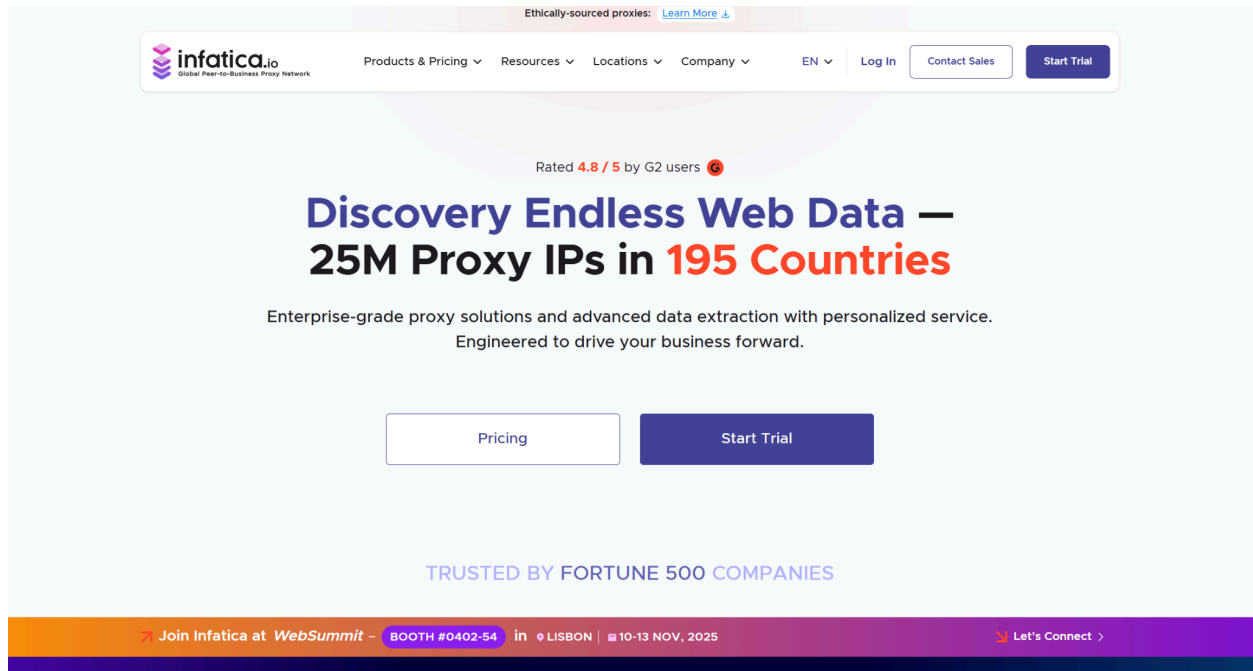 Ethically-sourced proxies: Learn More
infatica.io
Global Peer-to-Business Proxy Network
Products & Pricing Resources Locations Company EN Log In Contact Sales Start Trial
Rated 4.8 / 5 by G2 users
Discovery Endless Web Data —
25M Proxy IPs in 195 Countries
Enterprise-grade proxy solutions and advanced data extraction with personalized service.
Engineered to drive your business forward.
Pricing Start Trial
TRUSTED BY FORTUNE 500 COMPANIES
Join Infatica at WebSummit – BOOTH #0402-54 in LISBON | 10-13 NOV, 2025 Let's Connect >